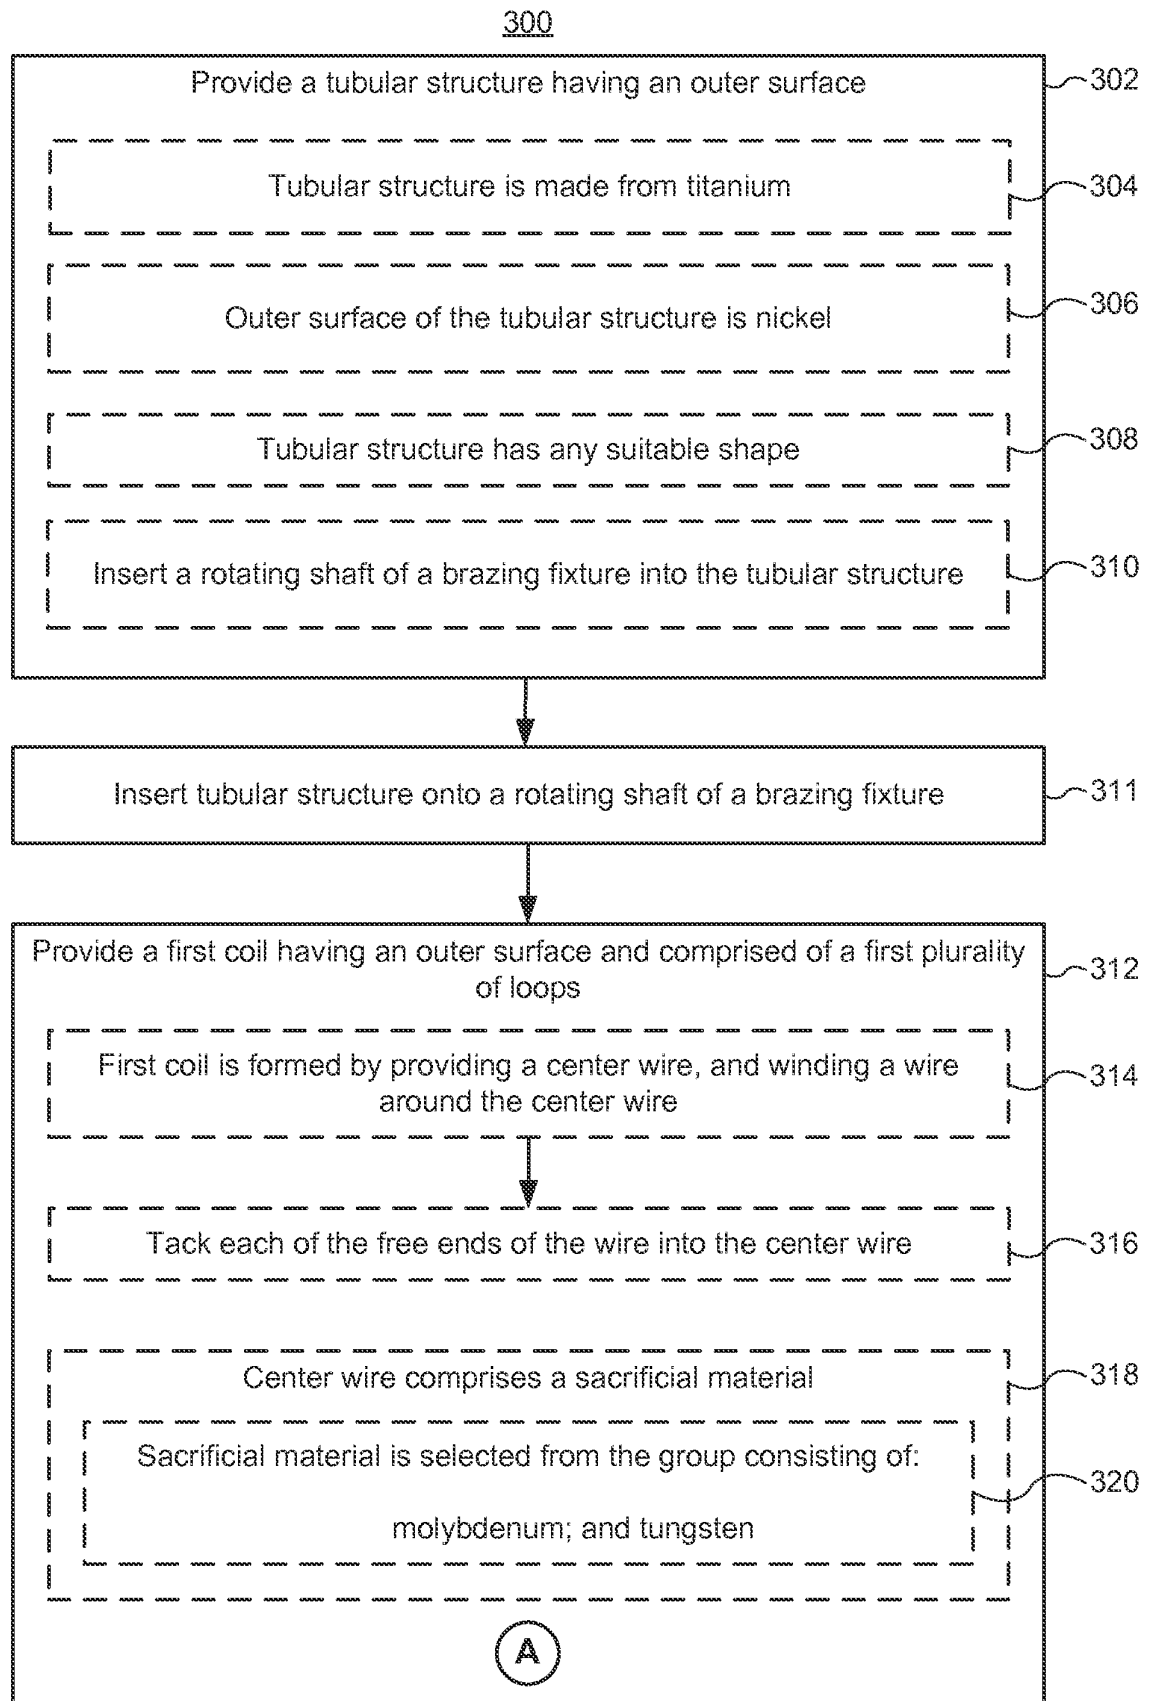 300
Provide a tubular structure having an outer surface
302
Tubular structure is made from titanium
304
Outer surface of the tubular structure is nickel
306
Tubular structure has any suitable shape
308
Insert a rotating shaft of a brazing fixture into the tubular structure
310
Insert tubular structure onto a rotating shaft of a brazing fixture
311
Provide a first coil having an outer surface and comprised of a first plurality
of loops
312
First coil is formed by providing a center wire, and winding a wire
around the center wire
314
Tack each of the free ends of the wire into the center wire
316
Center wire comprises a sacrificial material
318
Sacrificial material is selected from the group consisting of:
molybdenum; and tungsten
320
A